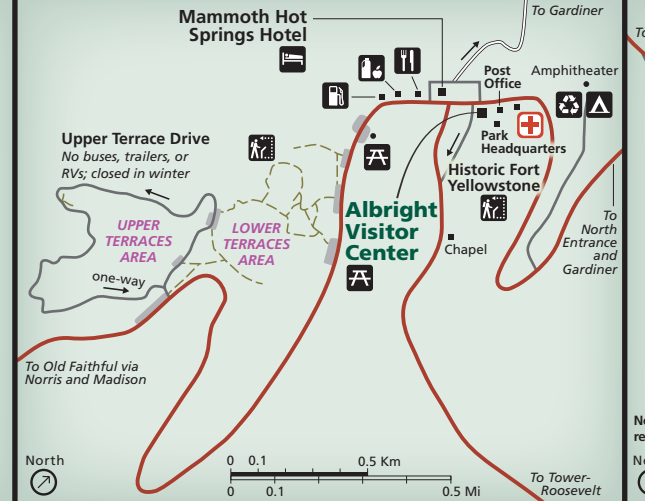 To Gardiner
Mammoth Hot
Springs Hotel
Post
Office
Amphitheater
Park
Headquarters
Upper Terrace Drive
No buses, trailers, or
RVs; closed in winter
Historic Fort
Yellowstone
Albright
Visitor
Center
UPPER
TERRACES
AREA
LOWER
TERRACES
AREA
one-way
Chapel
To
North
Entrance
and
Gardiner
To Old Faithful via
Norris and Madison
North
0 0.1 0.5 Km
0 0.1 0.5 Mi
To Tower-
Roosevelt
To
re